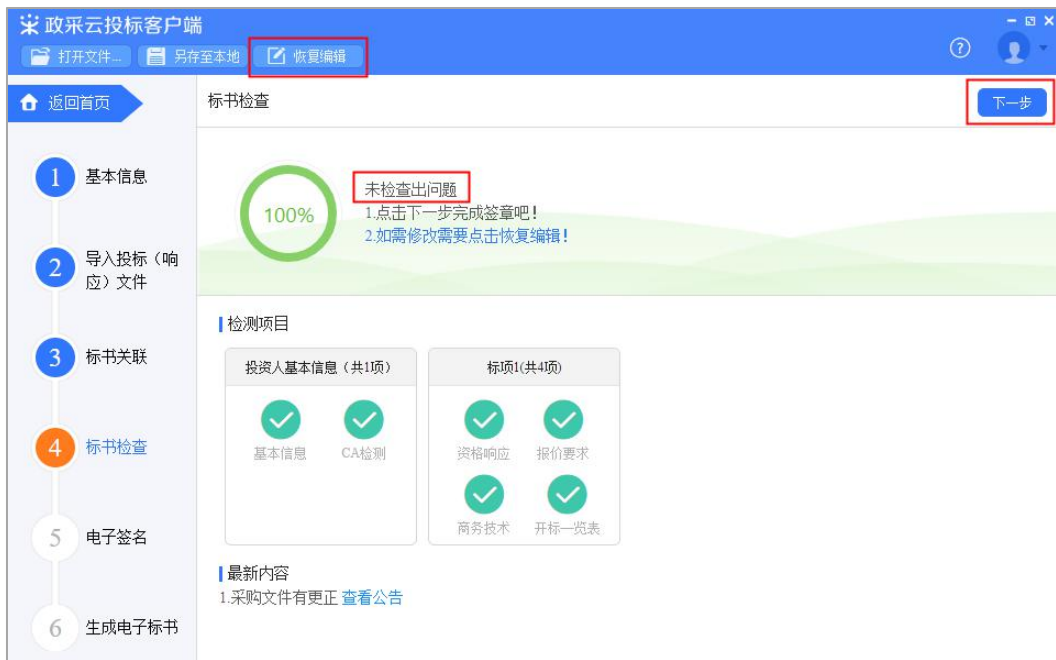 政采云投标客户端
打开文件... 另存至本地 恢复编辑
返回首页
标书检查
下一步
1 基本信息
2 导入投标（响
应）文件
3 标书关联
4 标书检查
5 电子签名
6 生成电子标书
100%
未检查出问题
1.点击下一步完成签章吧！
2.如需修改需要点击恢复编辑！
检测项目
投资人基本信息（共1项）
基本信息 CA检测
标项1(共4项)
资格响应 报价要求
商务技术 开标一览表
最新内容
1.采购文件有更正 查看公告